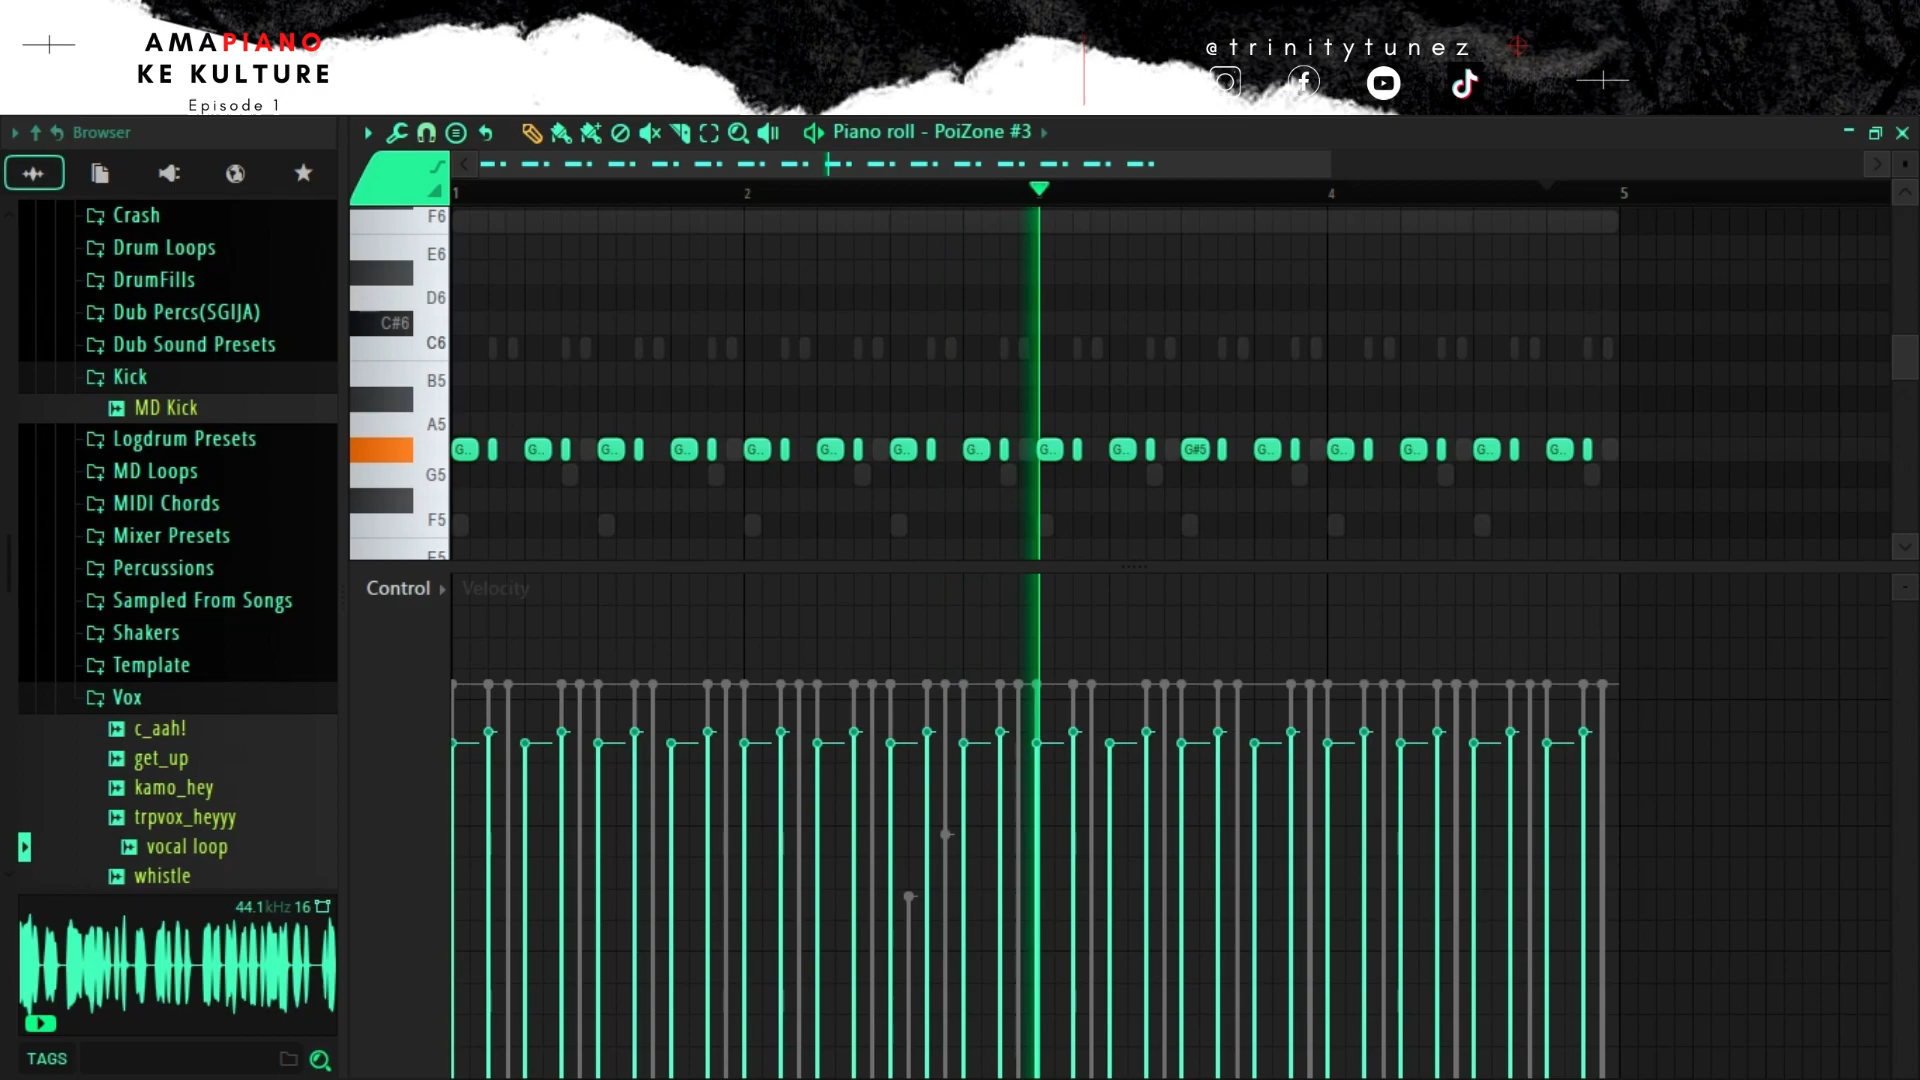 AMAPIANO
KE KULTURE
Episode 1
@trinitytunez
Browser
Piano roll - PoiZone #3
1 2 4 5
Crash
Drum Loops
DrumFills
Dub Percs(SGIJA)
Dub Sound Presets
Kick
MD Kick
Logdrum Presets
MD Loops
MIDI Chords
Mixer Presets
Percussions
Sampled From Songs
Shakers
Template
Vox
c_aah!
get_up
kamo_hey
trpvox_heyyy
vocal loop
whistle
44.1kHz 16
TAGS
F6
E6
D6
C#6
C6
B5
A5
G5
F5
E5
G.. G.. G.. G.. G.. G.. G.. G.. G.. G.. G#5 G.. G.. G.. G.. G..
Control Velocity